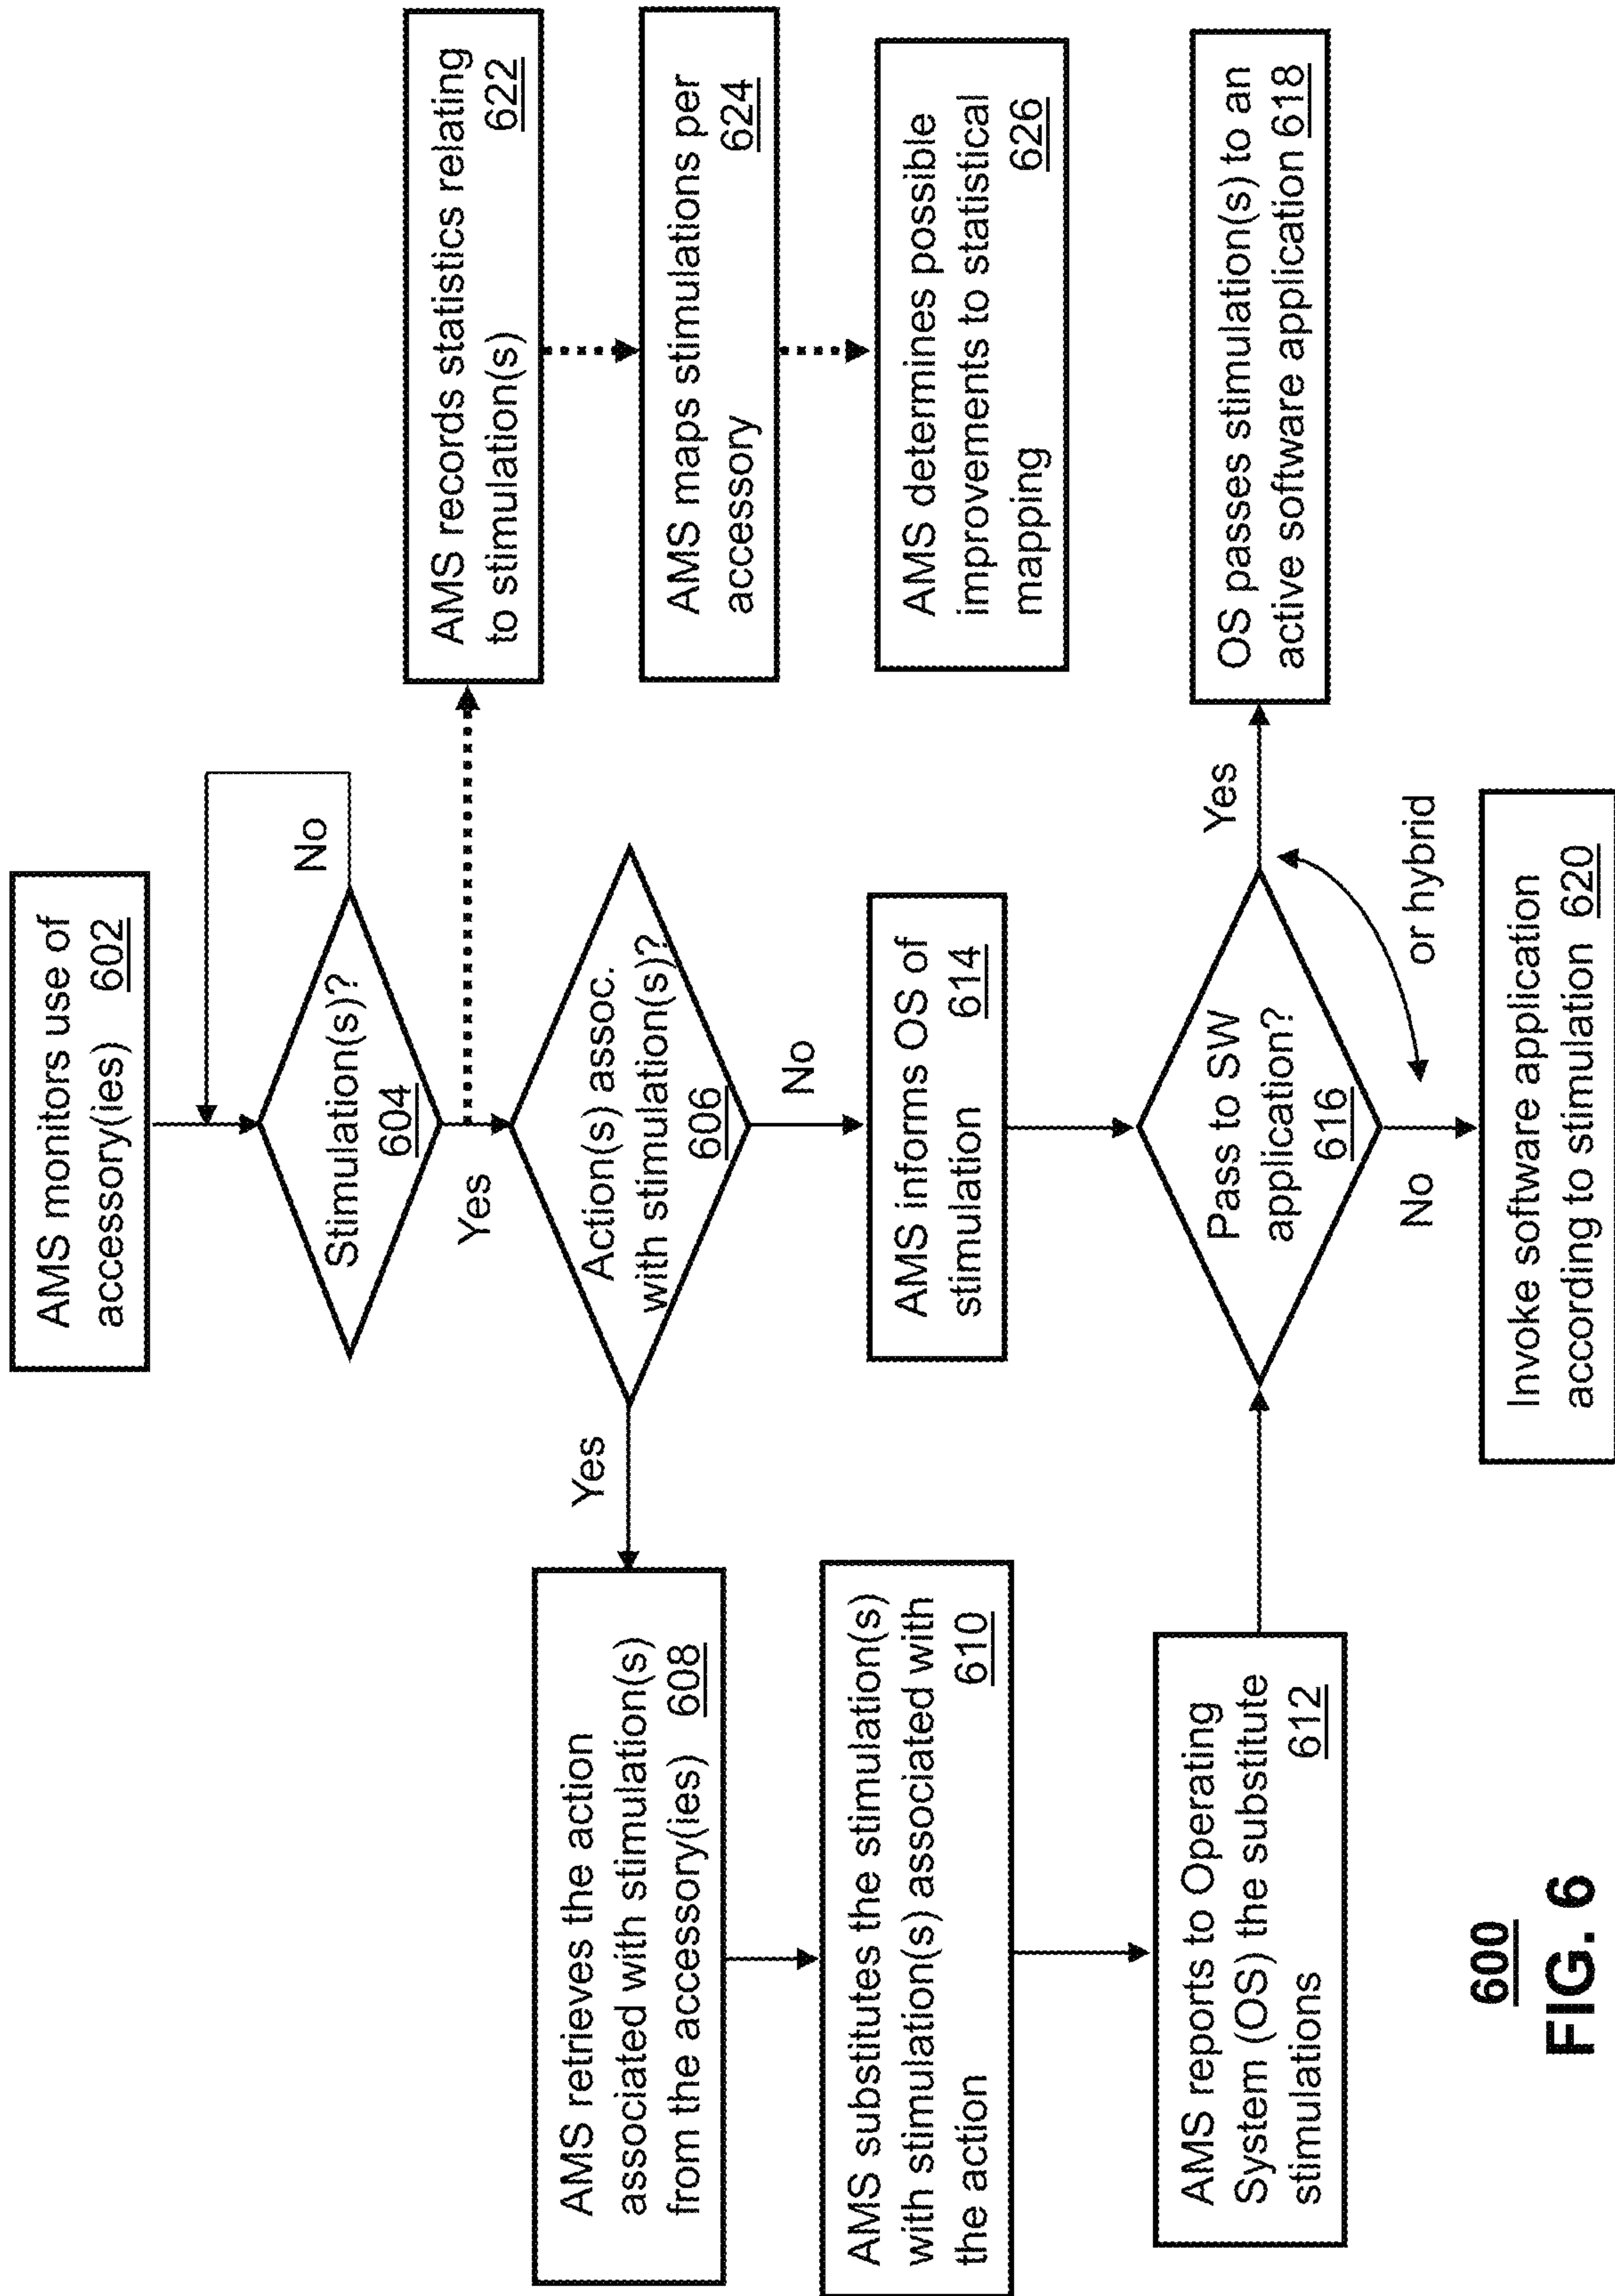 AMS monitors use of
accessory(ies) 602
No
Stimulation(s)?
604
Yes
AMS records statistics relating
to stimulation(s) 622
AMS maps stimulations per
accessory 624
AMS determines possible
improvements to statistical
mapping 626
Action(s) assoc.
with stimulation(s)?
606
Yes
No
AMS retrieves the action
associated with stimulation(s)
from the accessory(ies) 608
AMS substitutes the stimulation(s)
with stimulation(s) associated with
the action 610
AMS reports to Operating
System (OS) the substitute
stimulations 612
AMS informs OS of
stimulation 614
Pass to SW
application?
616
Yes
OS passes stimulation(s) to an
active software application 618
or hybrid
No
Invoke software application
according to stimulation 620
600
FIG. 6